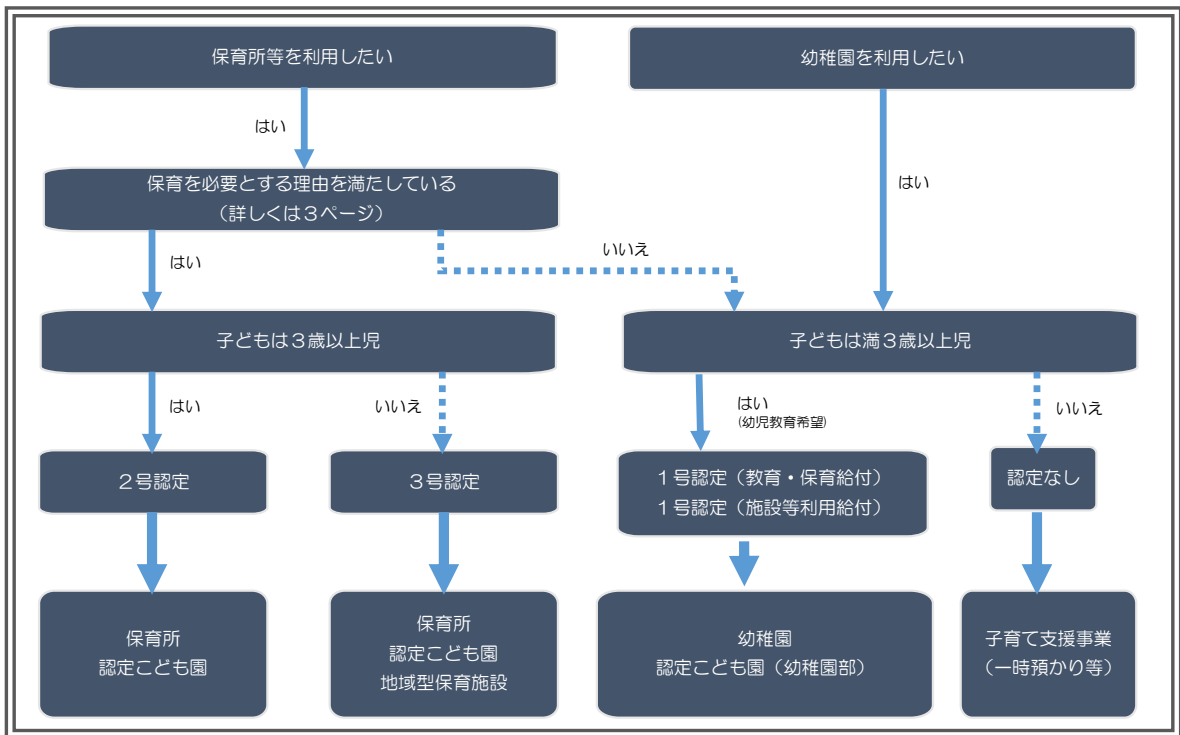 保育所等を利用したい
幼稚園を利用したい
はい
保育を必要とする理由を満たしている
（詳しくは３ページ）
はい
いいえ
はい
子どもは３歳以上児
子どもは満３歳以上児
はい
いいえ
はい
(幼児教育希望)
いいえ
２号認定
３号認定
１号認定（教育・保育給付）
１号認定（施設等利用給付）
認定なし
保育所
認定こども園
保育所
認定こども園
地域型保育施設
幼稚園
認定こども園（幼稚園部）
子育て支援事業
（一時預かり等）